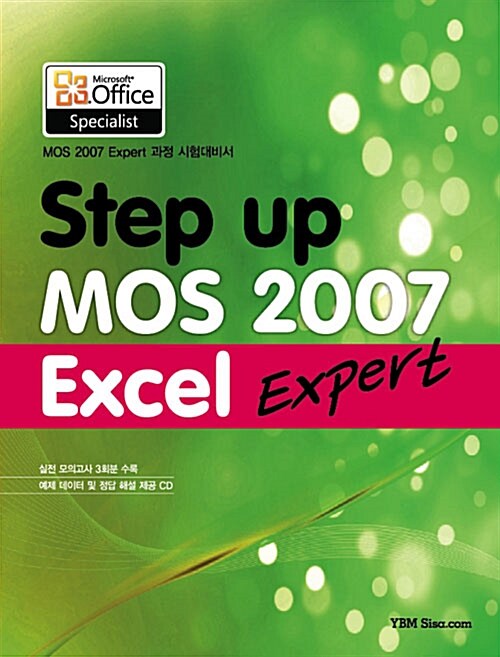 Microsoft®
Office
Specialist
MOS 2007 Expert 과정 시험대비서
Step up
MOS 2007
Excel Expert
실전 모의고사 3회분 수록
예제 데이터 및 정답 해설 제공 CD
YBM Sisa.com